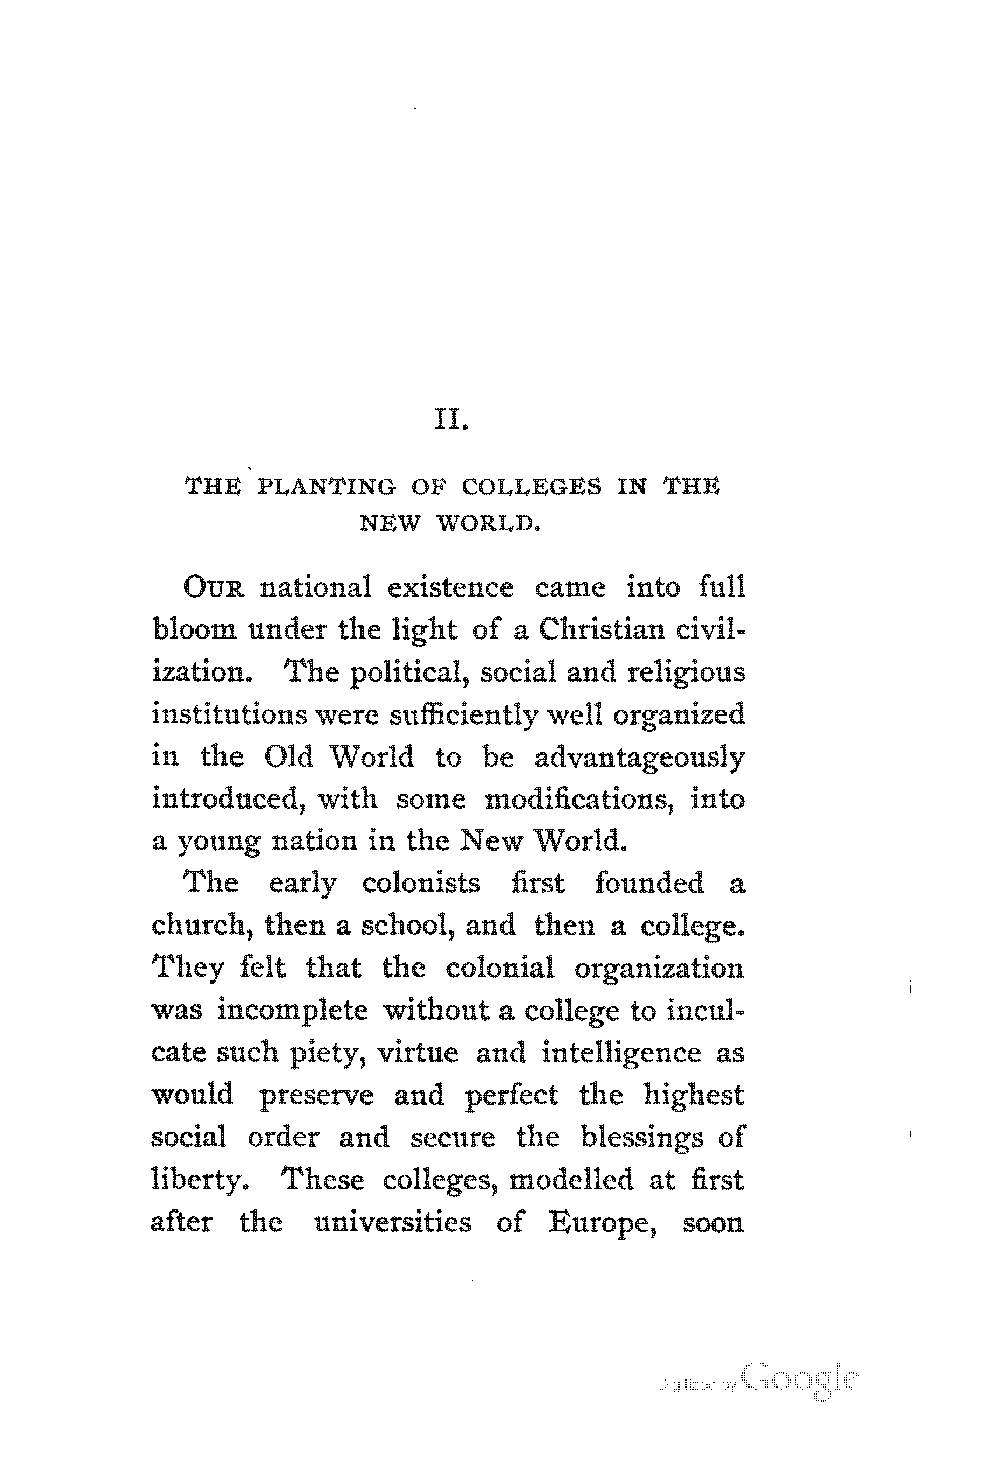 II.
THE PLANTING OF COLLEGES IN THE
NEW WORLD.
OUR national existence came into full
bloom under the light of a Christian civil-
ization. The political, social and religious
institutions were sufficiently well organized
in the Old World to be advantageously
introduced, with some modifications, into
a young nation in the New World.
The early colonists first founded a
church, then a school, and then a college.
They felt that the colonial organization
was incomplete without a college to incul-
cate such piety, virtue and intelligence as
would preserve and perfect the highest
social order and secure the blessings of
liberty. These colleges, modelled at first
after the universities of Europe, soon
Digitized by Google